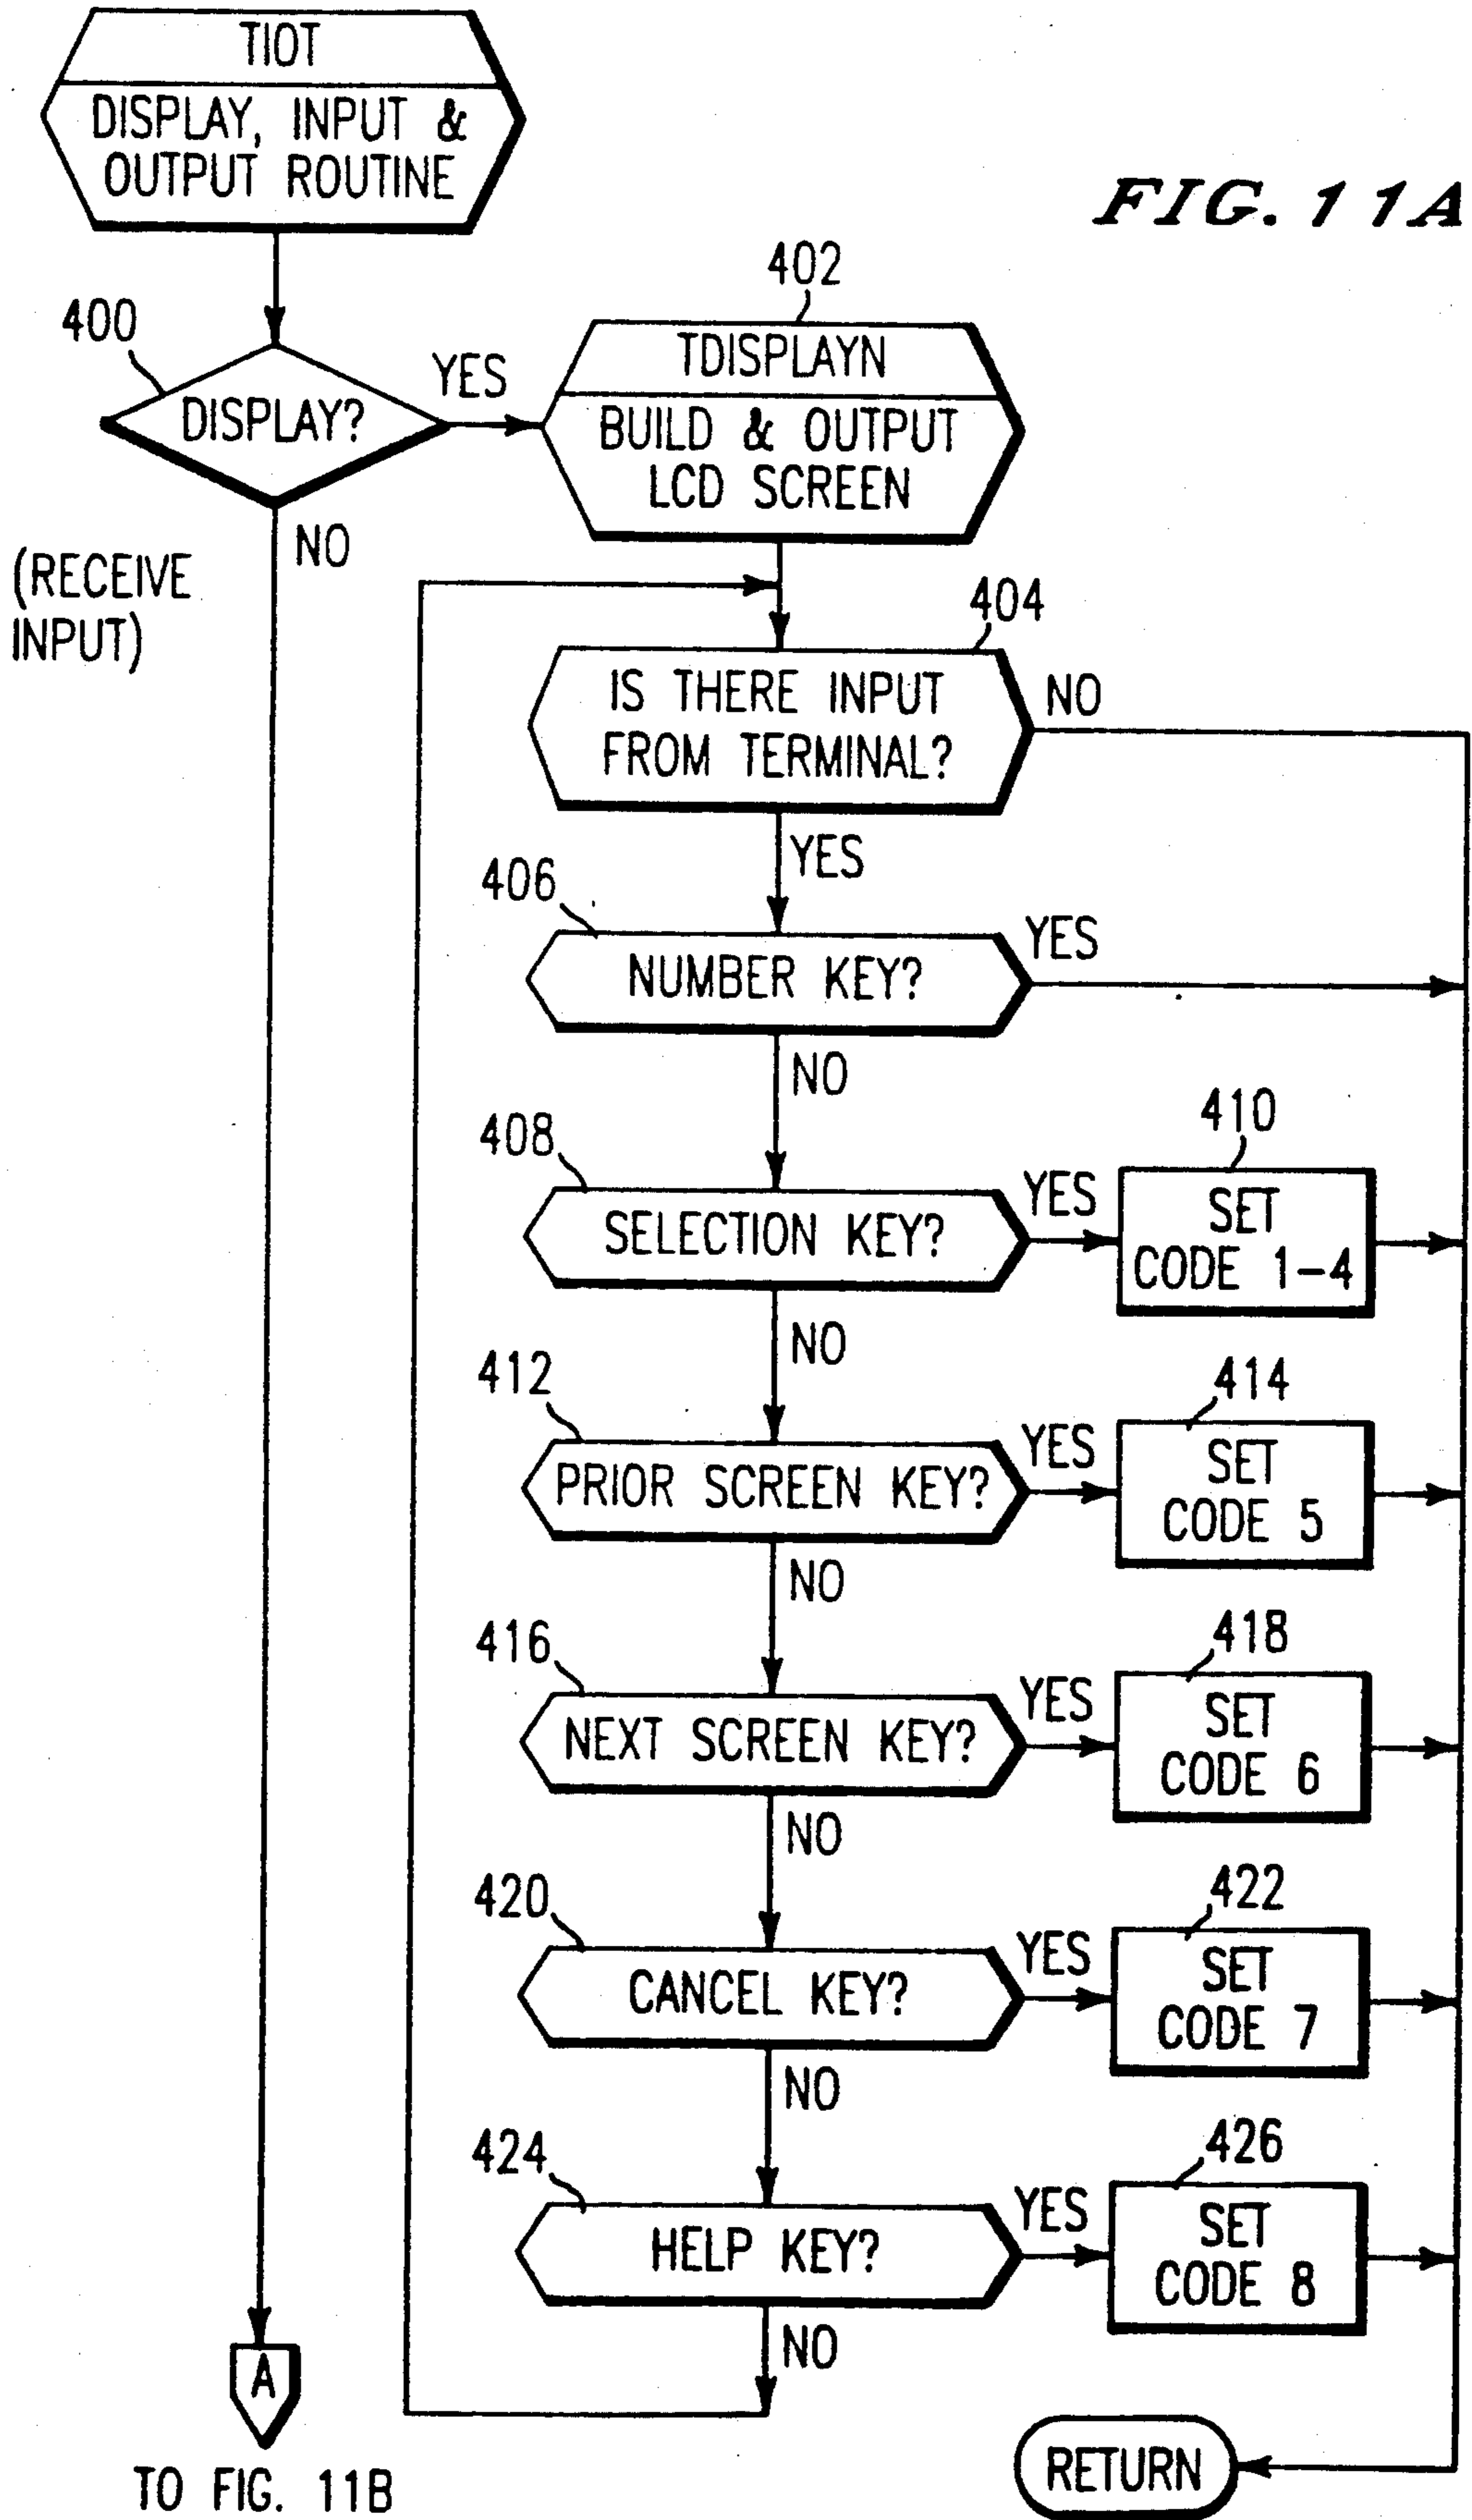 TIOT
DISPLAY, INPUT &
OUTPUT ROUTINE
FIG. 11A
400
DISPLAY?
YES
NO
(RECEIVE
INPUT)
402
TDISPLAYN
BUILD & OUTPUT
LCD SCREEN
404
IS THERE INPUT
FROM TERMINAL?
NO
YES
406
NUMBER KEY?
YES
NO
408
SELECTION KEY?
YES
410
SET
CODE 1-4
NO
412
PRIOR SCREEN KEY?
YES
414
SET
CODE 5
NO
416
NEXT SCREEN KEY?
YES
418
SET
CODE 6
NO
420
CANCEL KEY?
YES
422
SET
CODE 7
NO
424
HELP KEY?
YES
426
SET
CODE 8
NO
A
TO FIG. 11B
RETURN